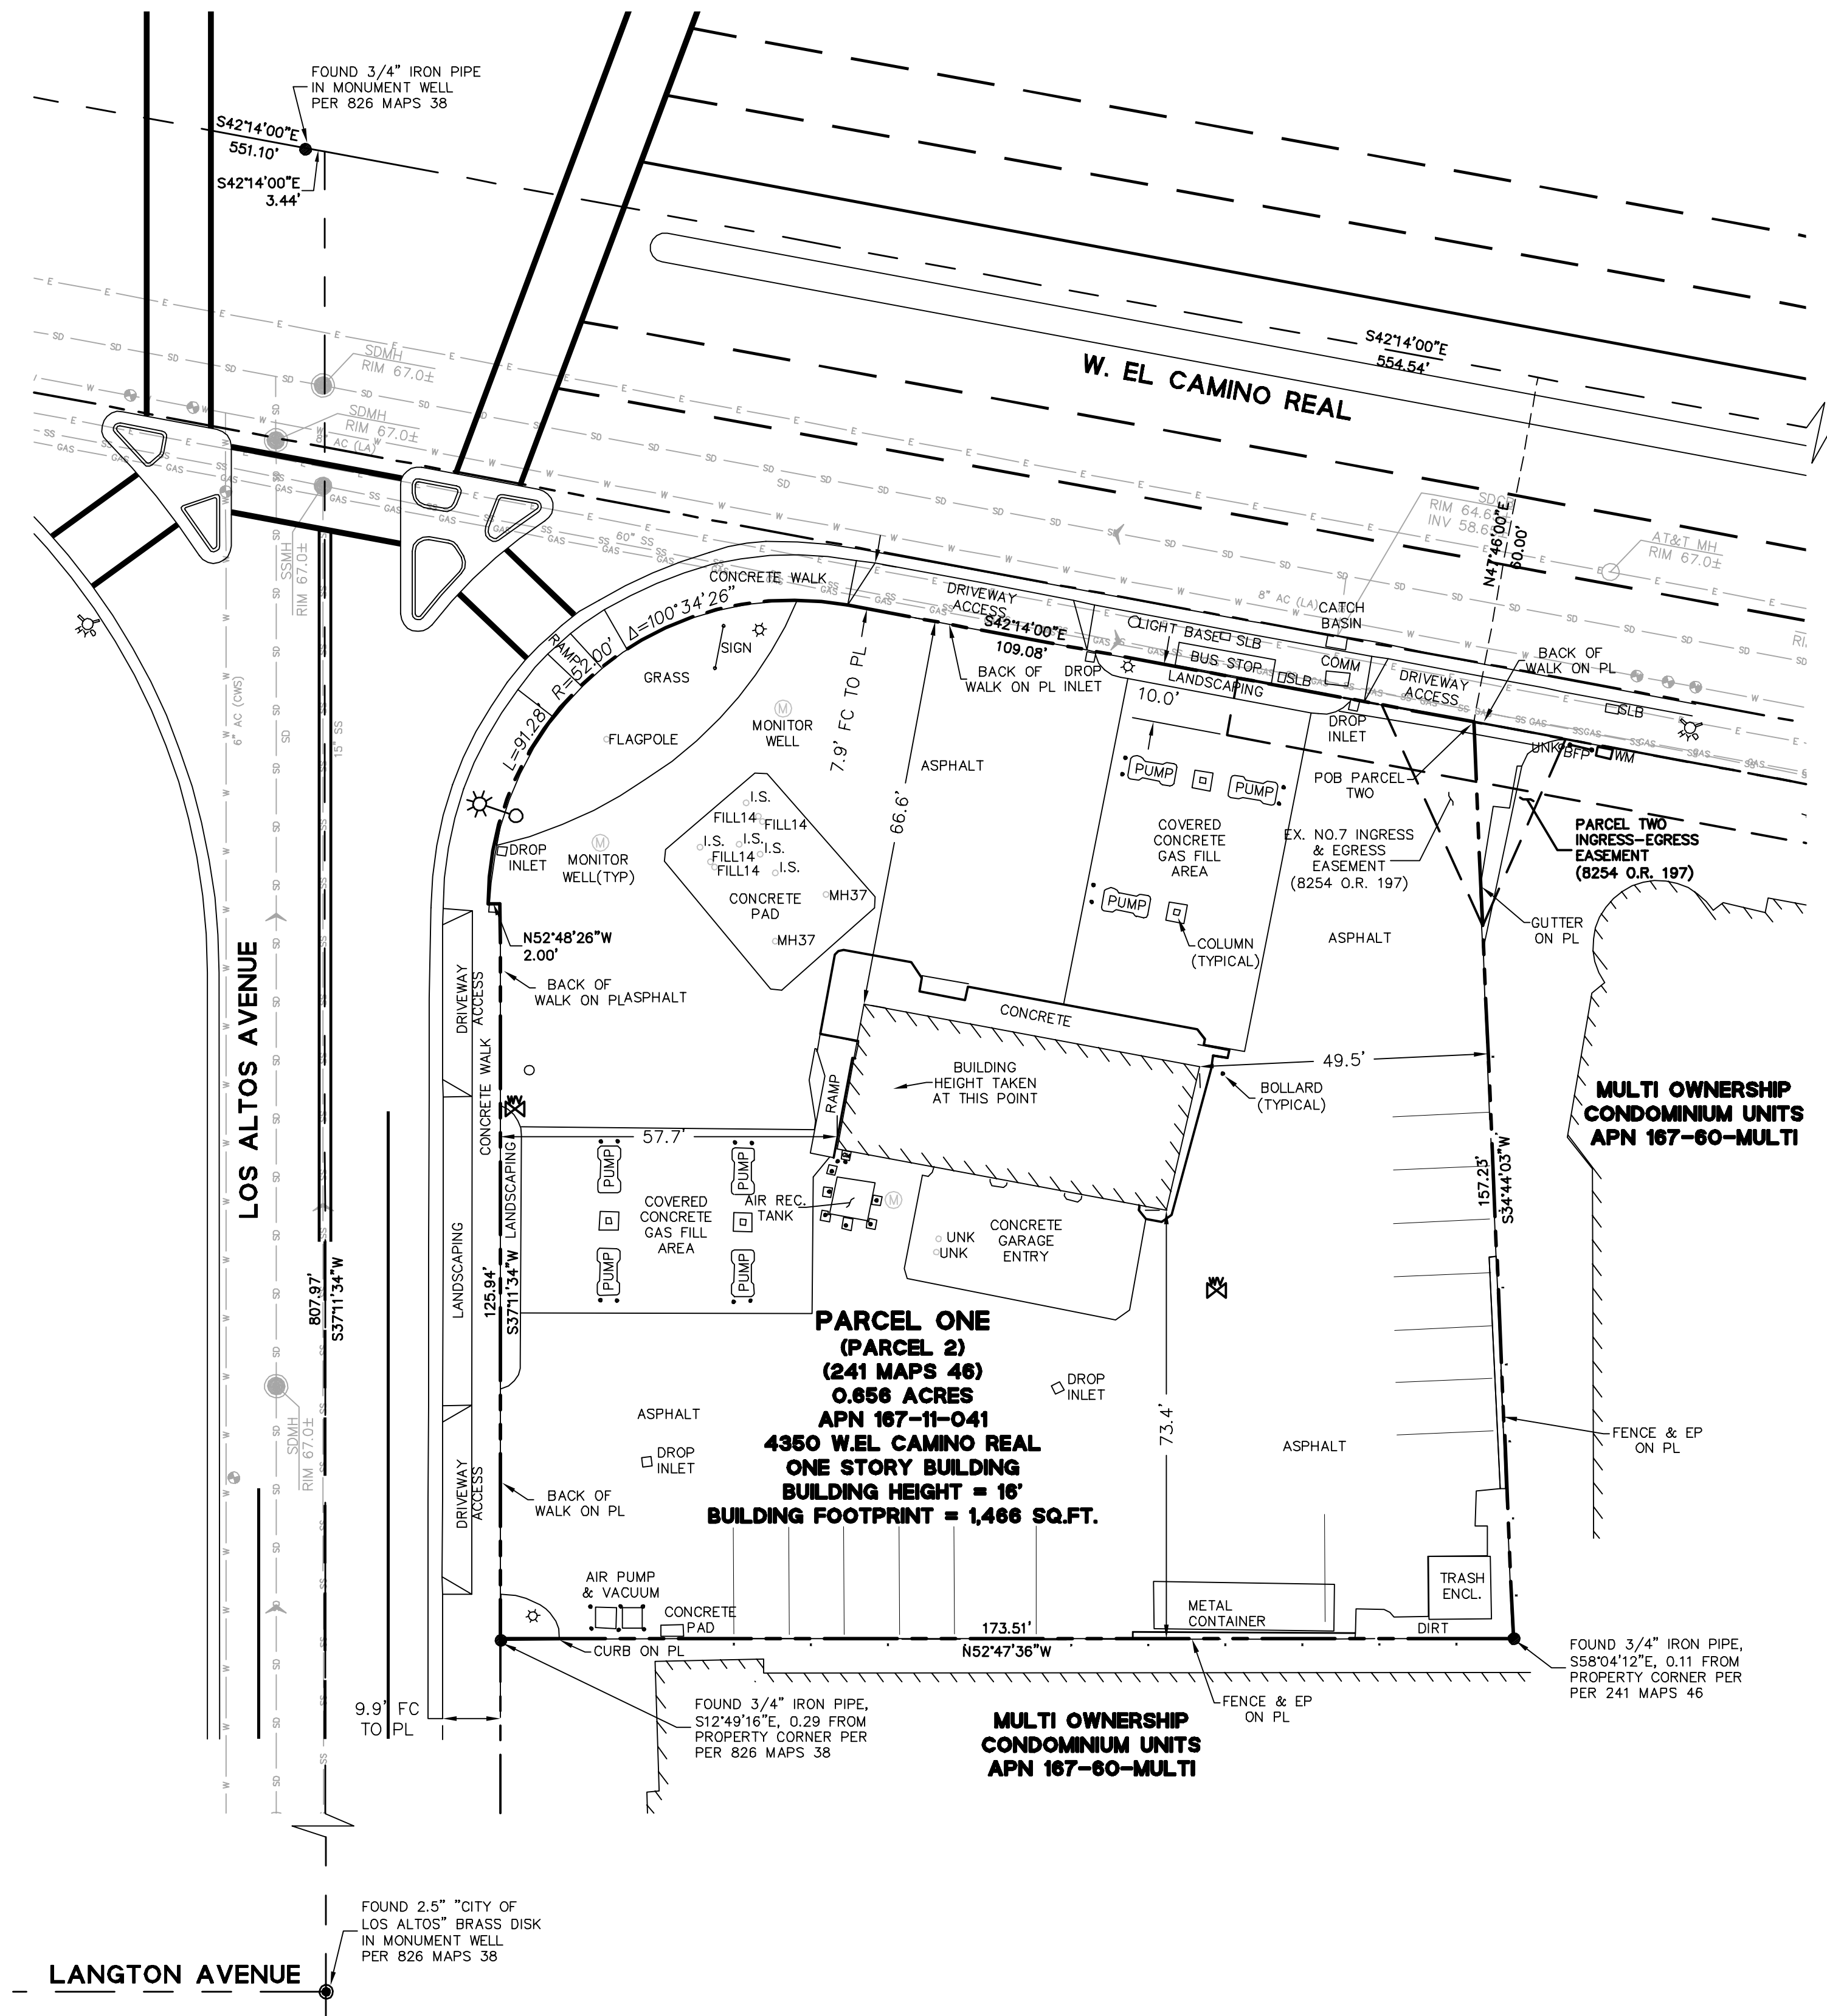 FOUND 3/4" IRON PIPE
IN MONUMENT WELL
PER 826 MAPS 38
S42°14'00"E
551.10'
S42°14'00"E
3.44'
S42°14'00"E
554.54'
W. EL CAMINO REAL
SDMH
RIM 67.0±
SDMH
RIM 67.0±
8" AC (LA)
SSMH
RIM 67.0±
60" SS
SD
N47°46'00"E
60.00'
AT&T MH
RIM 67.0±
8" AC (LA)
CATCH
BASIN
CONCRETE WALK
DRIVEWAY
ACCESS
S42°14'00"E
109.08'
LIGHT BASE
SLB
BUS STOP
SLB
COMM
LANDSCAPING
DRIVEWAY
ACCESS
BACK OF
WALK ON PL
SLB
HYD
HYD
RAMP
Δ=100°34'26"
R=52.00'
L=91.28'
SIGN
GRASS
FLAGPOLE
MONITOR
WELL
M
7.9' FC TO PL
BACK OF
WALK ON PL
DROP
INLET
10.0'
DROP
INLET
66.6'
ASPHALT
PUMP
PUMP
PUMP
COVERED
CONCRETE
GAS FILL
AREA
POB PARCEL
TWO
UNK
BFP
WM
EX. NO.7 INGRESS
& EGRESS
EASEMENT
(8254 O.R. 197)
PARCEL TWO
INGRESS-EGRESS
EASEMENT
(8254 O.R. 197)
GUTTER
ON PL
COLUMN
(TYPICAL)
ASPHALT
DROP
INLET
M
MONITOR
WELL(TYP)
I.S.
FILL14
FILL14
I.S.
I.S.
I.S.
FILL14
FILL14
I.S.
CONCRETE
PAD
MH37
MH37
N52°48'26"W
2.00'
BACK OF
WALK ON PL
ASPHALT
6" AC (CWS)
SD
15" SS
LOS ALTOS AVENUE
DRIVEWAY
ACCESS
CONCRETE WALK
LANDSCAPING
LANDSCAPING
CONCRETE
BUILDING
HEIGHT TAKEN
AT THIS POINT
RAMP
49.5'
BOLLARD
(TYPICAL)
MULTI OWNERSHIP
CONDOMINIUM UNITS
APN 167-60-MULTI
157.23'
S34°44'03"W
WV
57.7'
PUMP
PUMP
PUMP
PUMP
COVERED
CONCRETE
GAS FILL
AREA
AIR REC.
TANK
M
UNK
UNK
CONCRETE
GARAGE
ENTRY
WV
807.97'
S37°11'34"W
125.94'
S37°11'34"W
PARCEL ONE
(PARCEL 2)
(241 MAPS 46)
0.656 ACRES
APN 167-11-041
4350 W.EL CAMINO REAL
ONE STORY BUILDING
BUILDING HEIGHT = 16'
BUILDING FOOTPRINT = 1,466 SQ.FT.
DROP
INLET
73.4'
SDMH
RIM 67.0±
ASPHALT
DROP
INLET
ASPHALT
FENCE & EP
ON PL
DRIVEWAY
ACCESS
BACK OF
WALK ON PL
AIR PUMP
& VACUUM
CONCRETE
PAD
CURB ON PL
173.51'
N52°47'36"W
METAL
CONTAINER
TRASH
ENCL.
DIRT
FOUND 3/4" IRON PIPE,
S58°04'12"E, 0.11 FROM
PROPERTY CORNER PER
PER 241 MAPS 46
9.9' FC
TO PL
FOUND 3/4" IRON PIPE,
S12°49'16"E, 0.29 FROM
PROPERTY CORNER PER
PER 826 MAPS 38
FENCE & EP
ON PL
MULTI OWNERSHIP
CONDOMINIUM UNITS
APN 167-60-MULTI
FOUND 2.5" "CITY OF
LOS ALTOS" BRASS DISK
IN MONUMENT WELL
PER 826 MAPS 38
LANGTON AVENUE